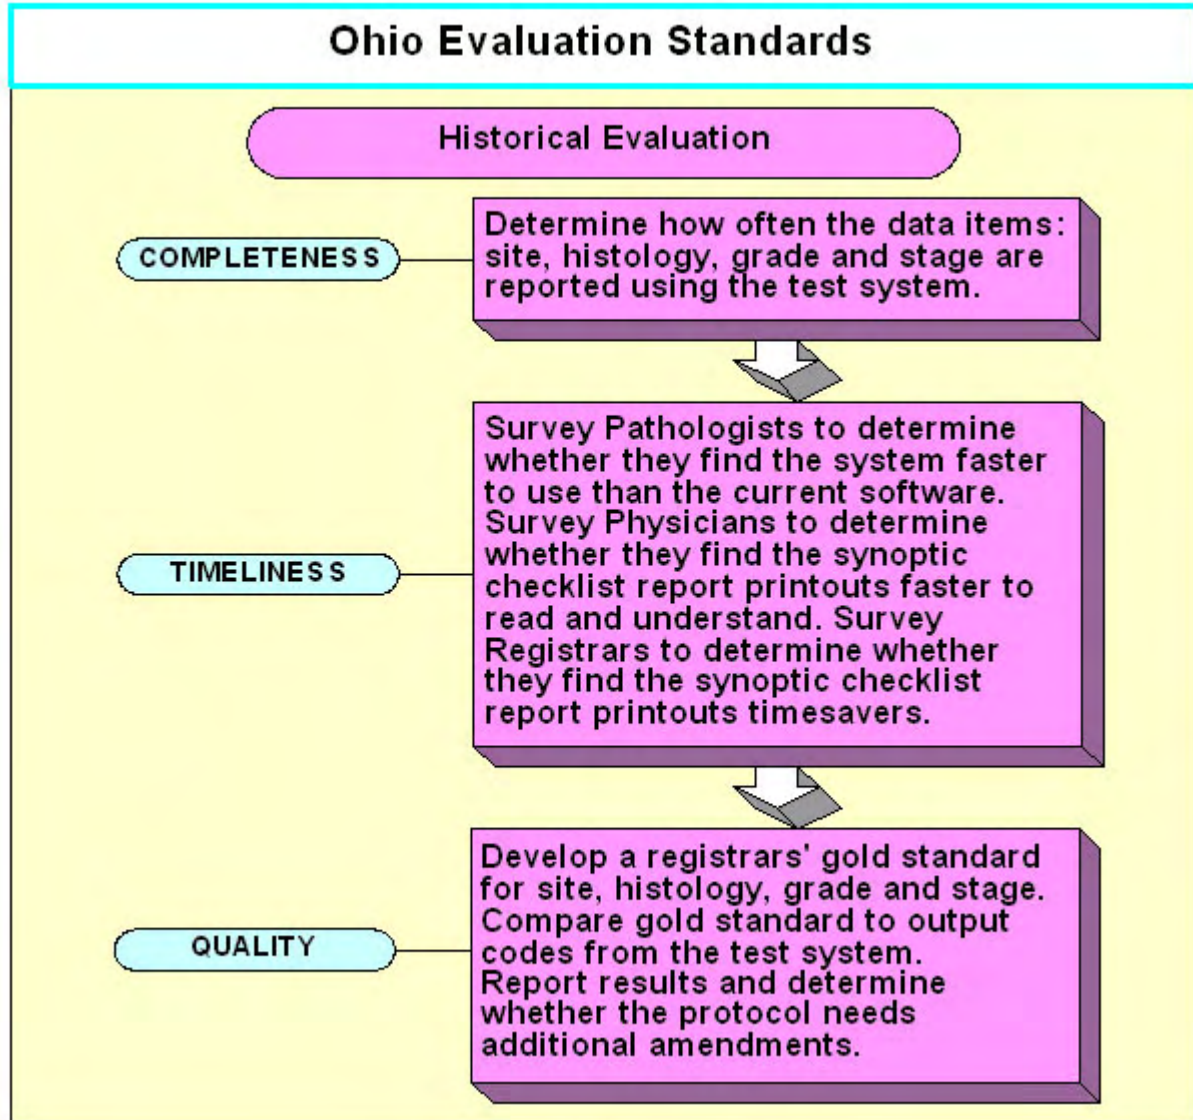 Ohio Evaluation Standards
Historical Evaluation
COMPLETENESS
Determine how often the data items:
site, histology, grade and stage are
reported using the test system.
TIMELINESS
Survey Pathologists to determine
whether they find the system faster
to use than the current software.
Survey Physicians to determine
whether they find the synoptic
checklist report printouts faster to
read and understand. Survey
Registrars to determine whether
they find the synoptic checklist
report printouts timesavers.
QUALITY
Develop a registrars' gold standard
for site, histology, grade and stage.
Compare gold standard to output
codes from the test system.
Report results and determine
whether the protocol needs
additional amendments.